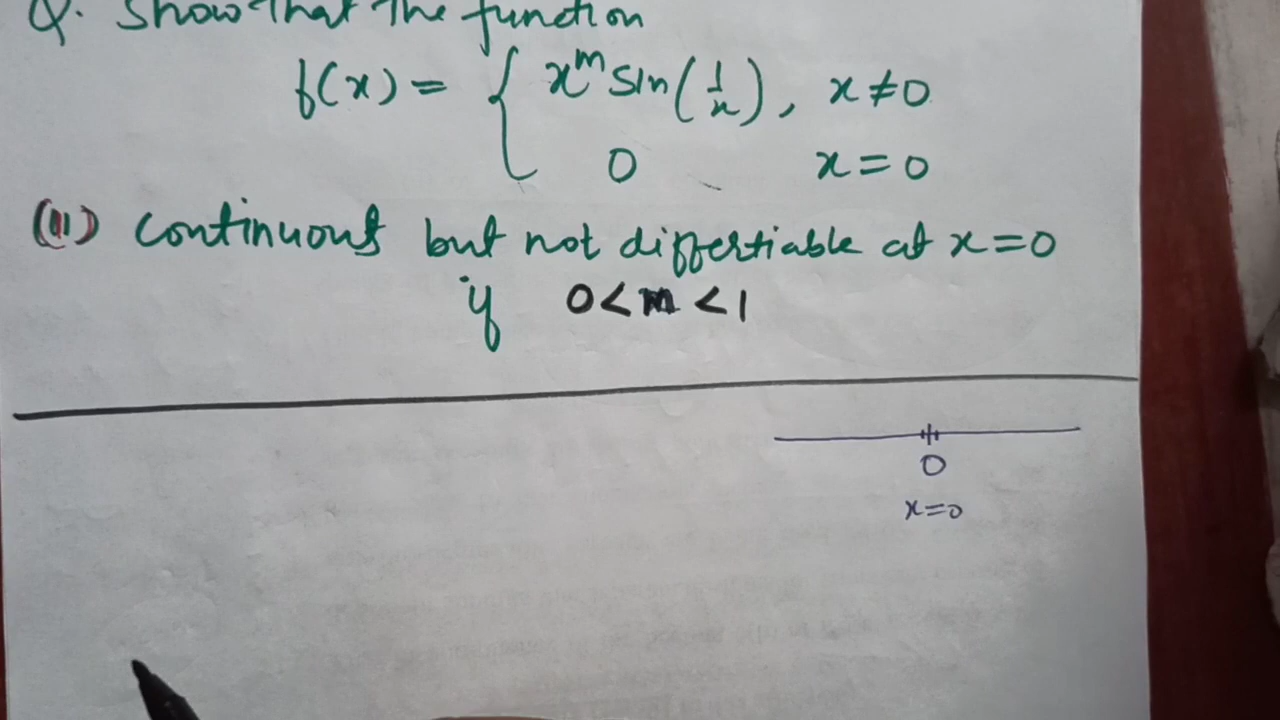 Q. Show that the function
f(x) = { x^m sin(1/x), x ≠ 0
0 x = 0
(11) continuous but not differtiable at x = 0
if 0 < m < 1
0
x=0